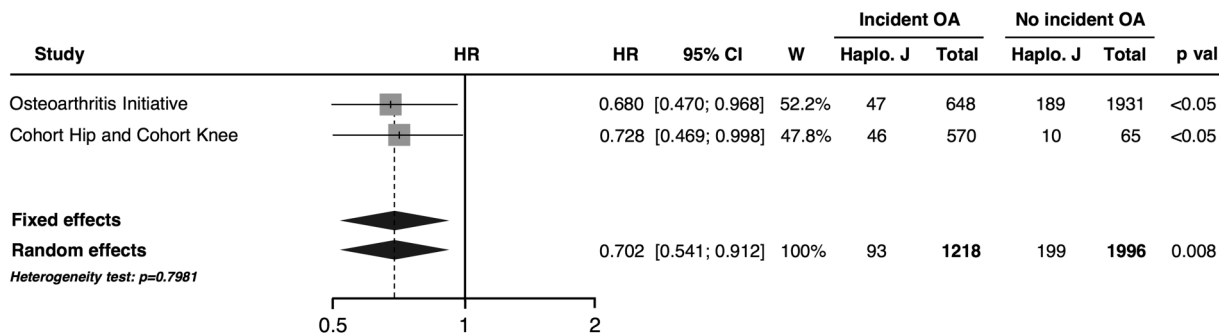 Incident OA No incident OA
Study HR HR 95% CI W Haplo. J Total Haplo. J Total p val
Osteoarthritis Initiative 0.680 [0.470; 0.968] 52.2% 47 648 189 1931 <0.05
Cohort Hip and Cohort Knee 0.728 [0.469; 0.998] 47.8% 46 570 10 65 <0.05
Fixed effects
Random effects 0.702 [0.541; 0.912] 100% 93 1218 199 1996 0.008
Heterogeneity test: p=0.7981
0.5 1 2